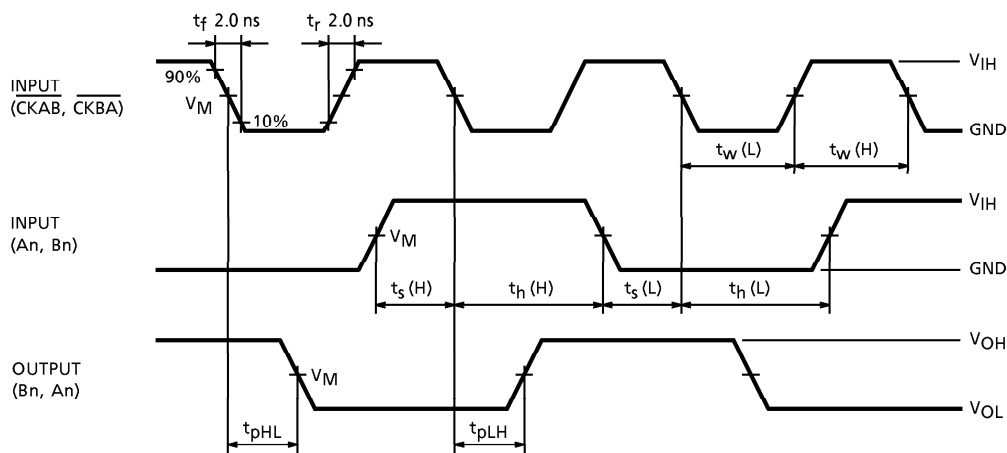 tf 2.0 ns
tr 2.0 ns
INPUT
(CKAB, CKBA)
90%
VM
10%
VIH
GND
tw (L)
tw (H)
INPUT
(An, Bn)
VM
VIH
GND
ts (H)
th (H)
ts (L)
th (L)
OUTPUT
(Bn, An)
VM
VOH
VOL
tpHL
tpLH